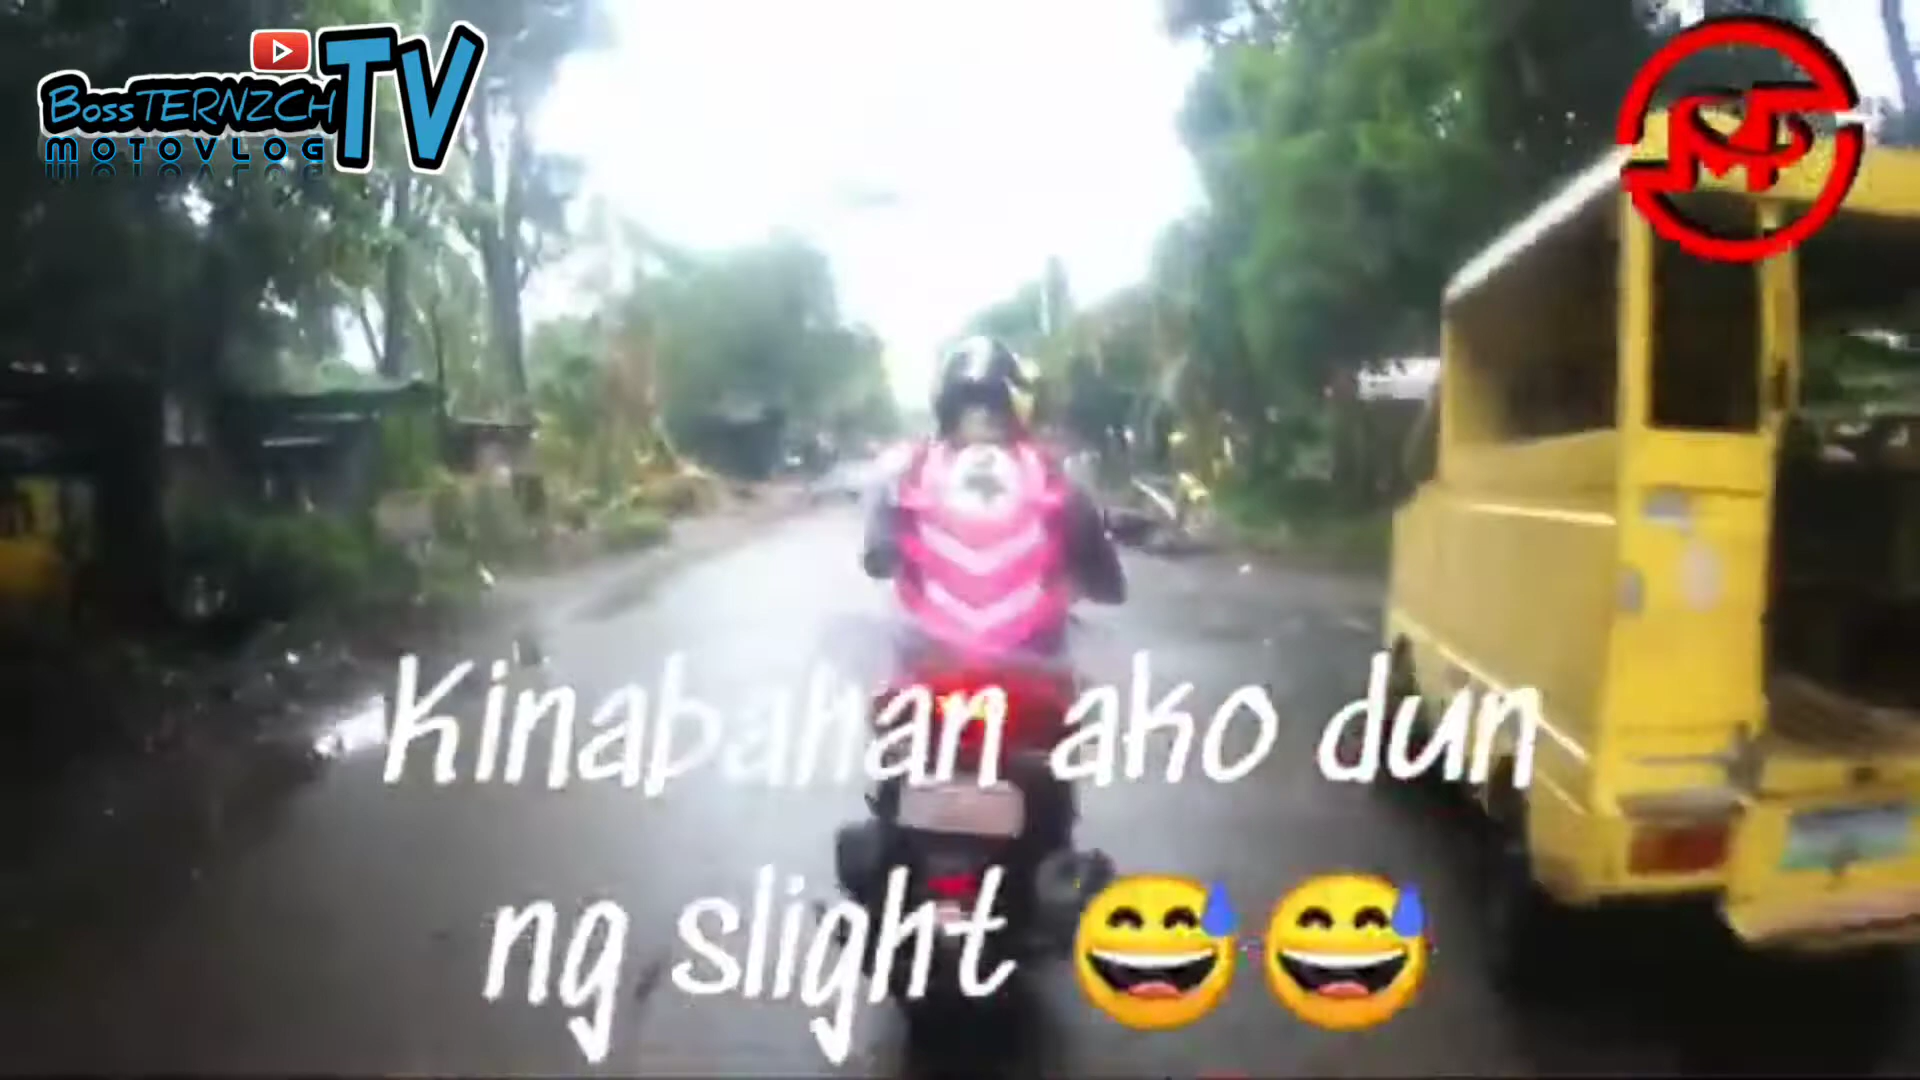 BossTERNZCH TV
MOTOVLOG
Kinabahan ako dun
ng slight 😅😅